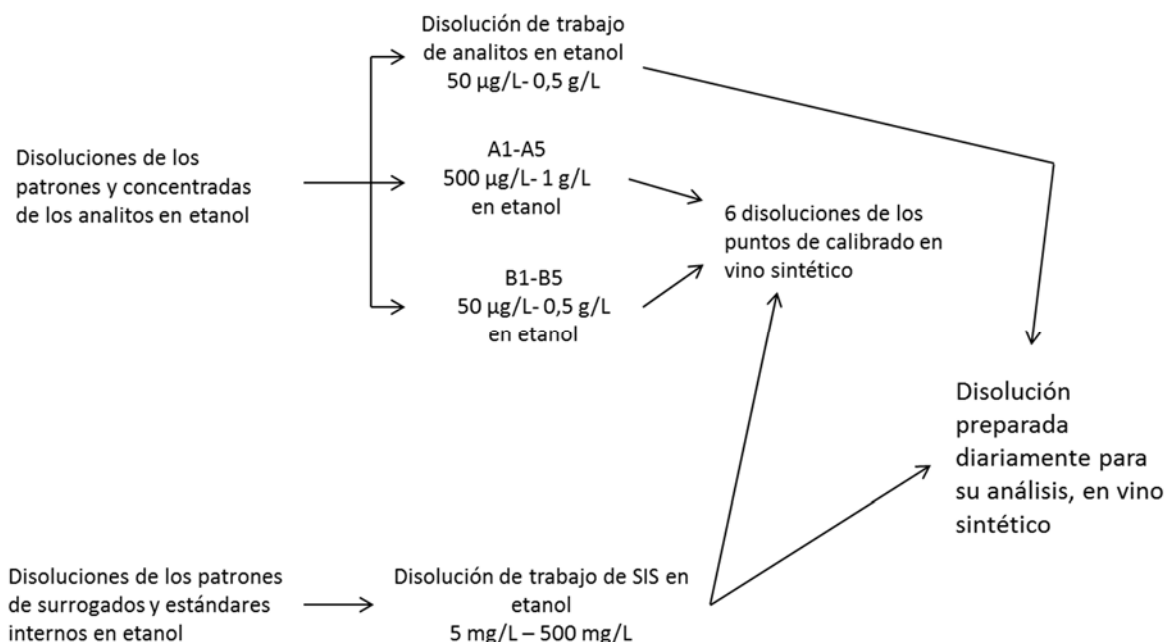 Disolución de trabajo
de analitos en etanol
50 µg/L- 0,5 g/L
Disoluciones de los
patrones y concentradas
de los analitos en etanol
A1-A5
500 µg/L- 1 g/L
en etanol
6 disoluciones de los
puntos de calibrado en
vino sintético
B1-B5
50 µg/L- 0,5 g/L
en etanol
Disolución
preparada
diariamente para
su análisis, en vino
sintético
Disoluciones de los patrones
de surrogados y estándares
internos en etanol
Disolución de trabajo de SIS en
etanol
5 mg/L – 500 mg/L